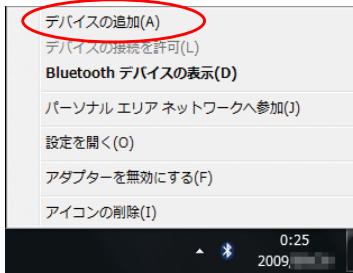 デバイスの追加(A)
デバイスの接続を許可(L)
Bluetooth デバイスの表示(D)
パーソナル エリア ネットワークへ参加(J)
設定を開く(O)
アダプターを無効にする(F)
アイコンの削除(I)
0:25
2009/